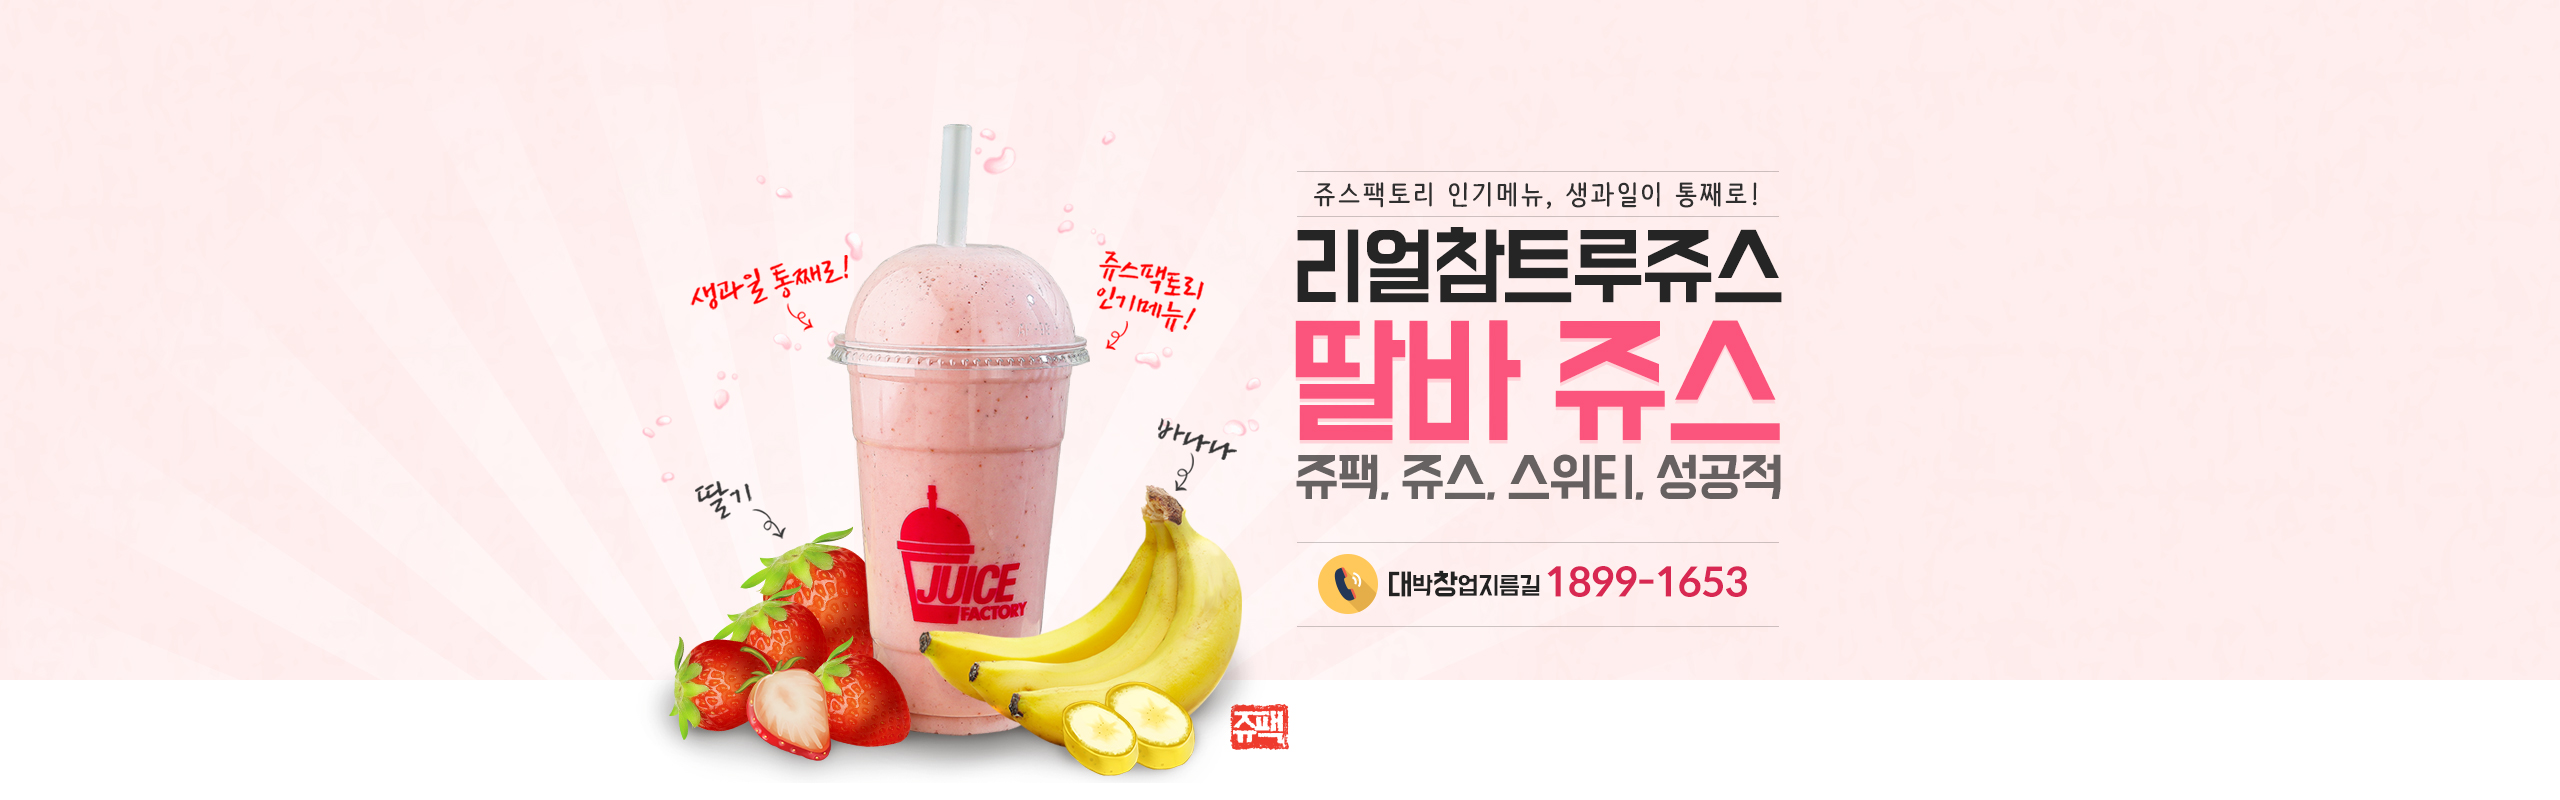 생과일 통째로!
쥬스팩토리
인기메뉴!
딸기
바나나
JUICE
FACTORY
쥬스팩토리 인기메뉴, 생과일이 통째로!
리얼참트루쥬스
딸바 쥬스
쥬팩, 쥬스, 스위티, 성공적
대박창업지름길 1899-1653
쥬팩